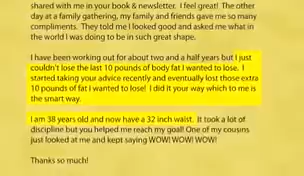 shared with me in your book & newsletter.  I feel great!  The other
day at a family gathering, my family and friends gave me so many
compliments.  They told me I looked good and asked me what in
the world I was doing to be in such great shape.
I have been working out for about two and a half years but I just
couldn't lose the last 10 pounds of body fat I wanted to lose.  I
started taking your advice recently and eventually lost those extra
10 pounds of fat I wanted to lose!  I did it your way which to me is
the smart way.
I am 38 years old and now have a 32 inch waist.  It took a lot of
discipline but you helped me reach my goal! One of my cousins
just looked at me and kept saying WOW! WOW! WOW!
Thanks so much!